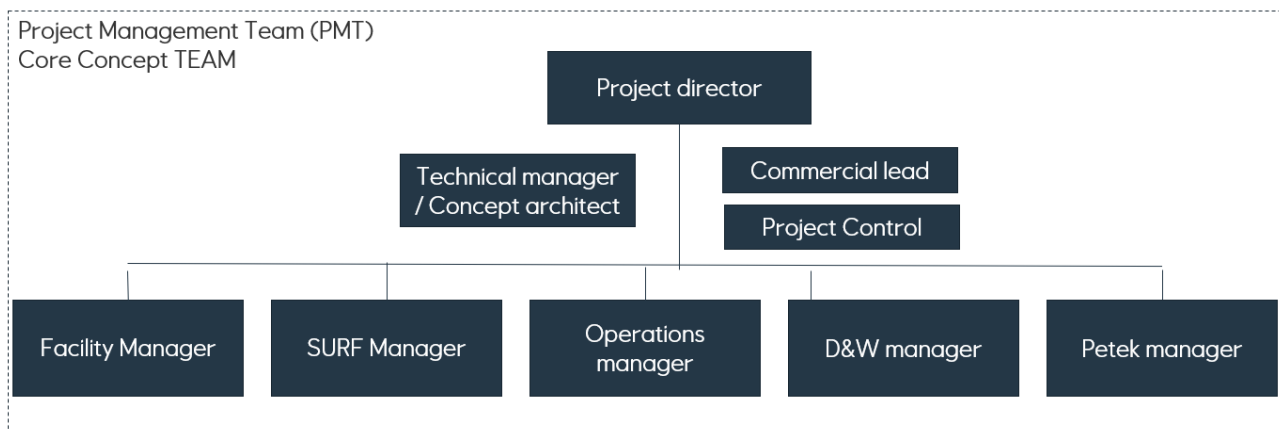 Project Management Team (PMT)
Core Concept TEAM
Project director
Technical manager
/ Concept architect
Commercial lead
Project Control
Facility Manager
SURF Manager
Operations
manager
D&W manager
Petek manager